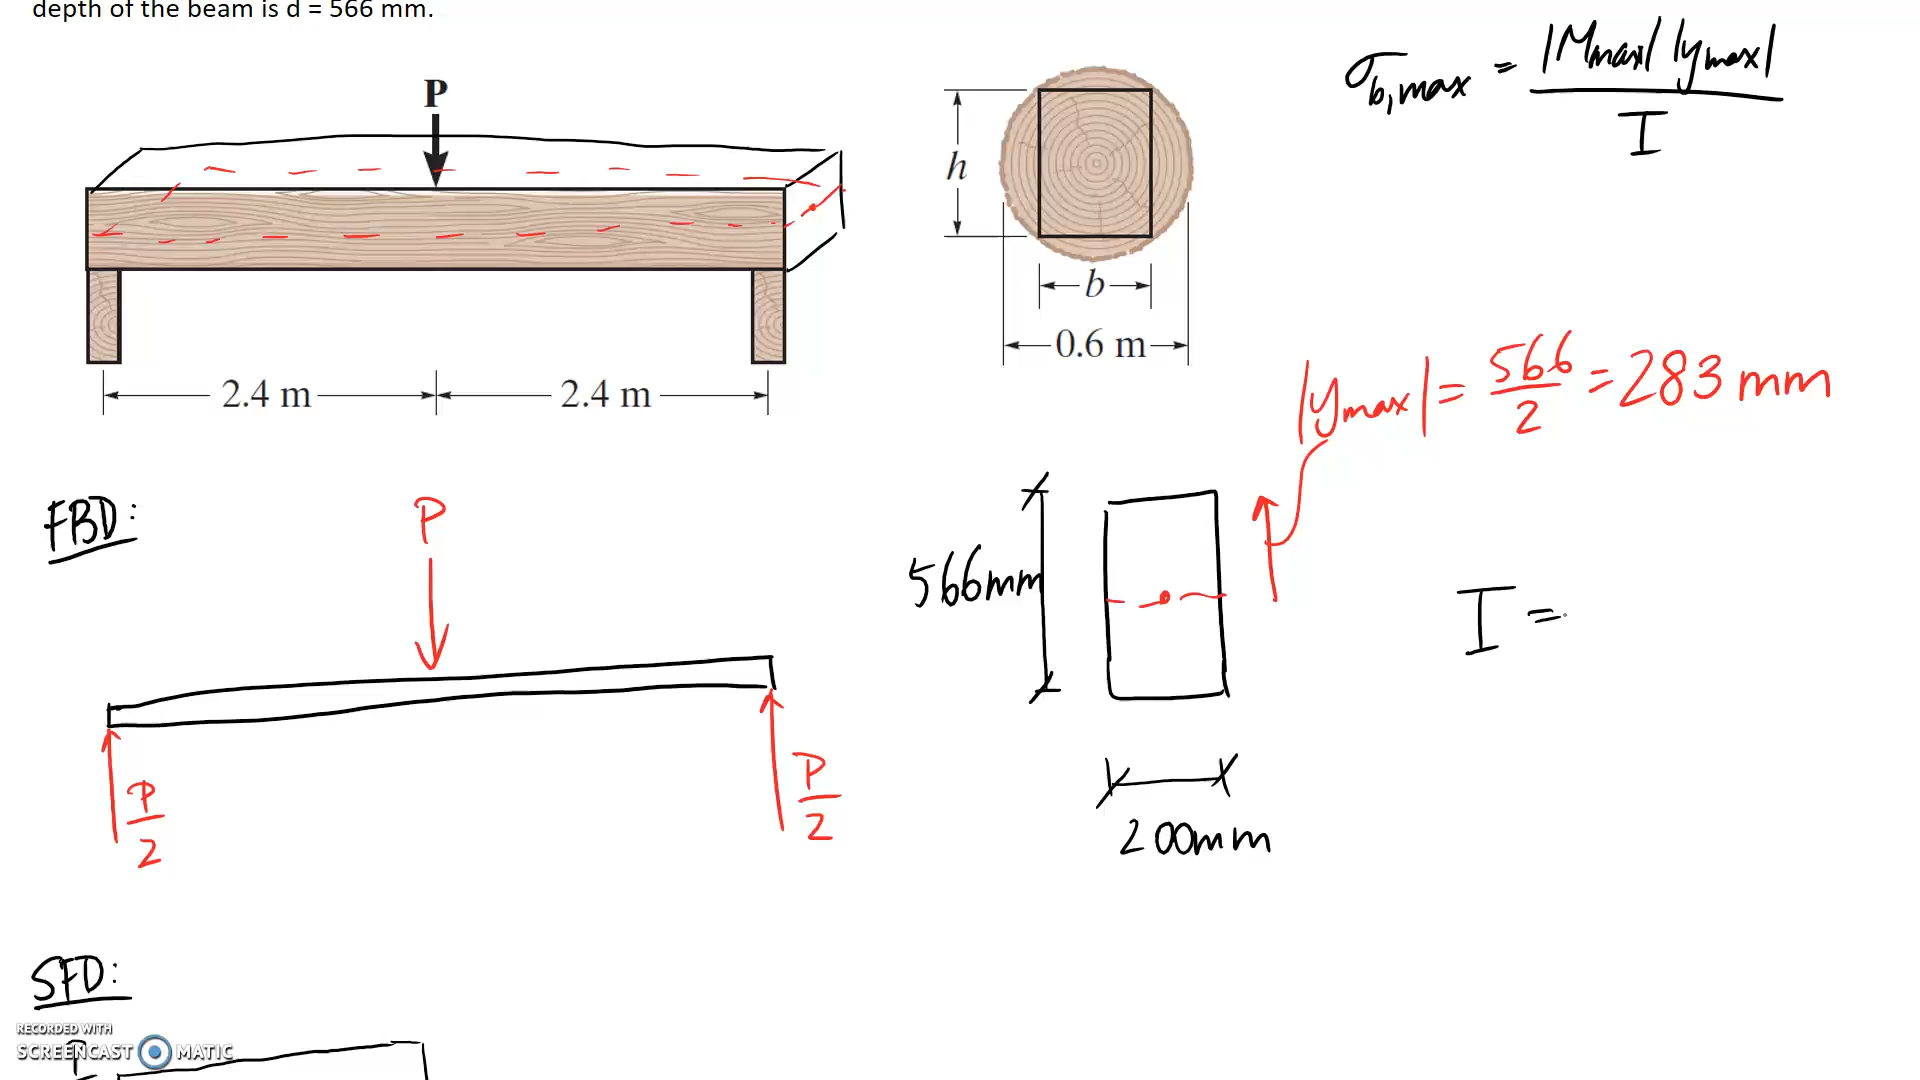 depth of the beam is d = 566 mm.
σb,max = |Mmax| |ymax| / I
P
h
b
0.6 m
2.4 m
2.4 m
|ymax| = 566/2 = 283 mm
FBD:
P
566mm
I =
P/2
P/2
200mm
SFD:
RECORDED WITH
SCREENCAST MATIC